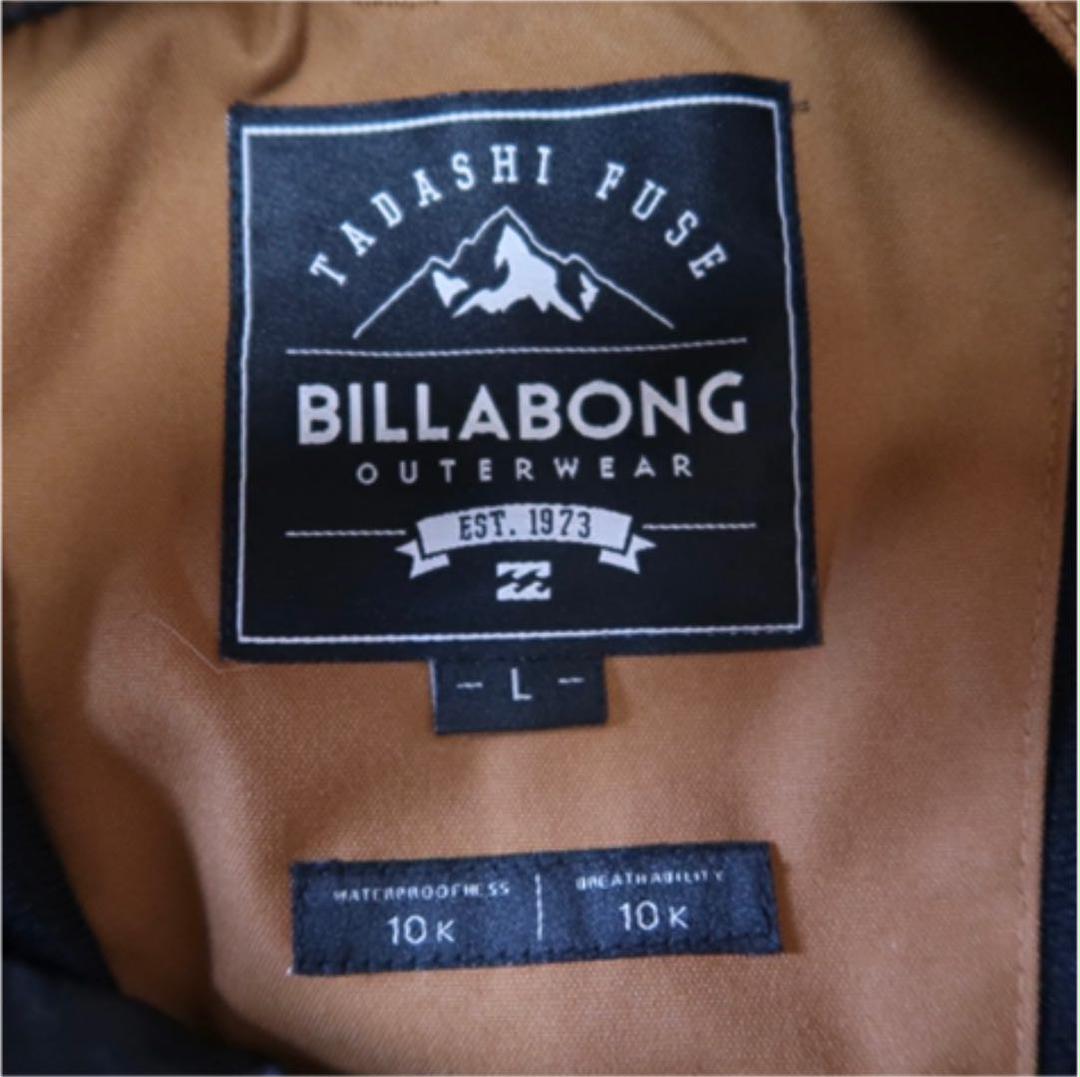 TADASHI FUSE
BILLABONG
OUTERWEAR
EST. 1973
- L -
WATERPROOFNESS
10K
BREATHABILITY
10K